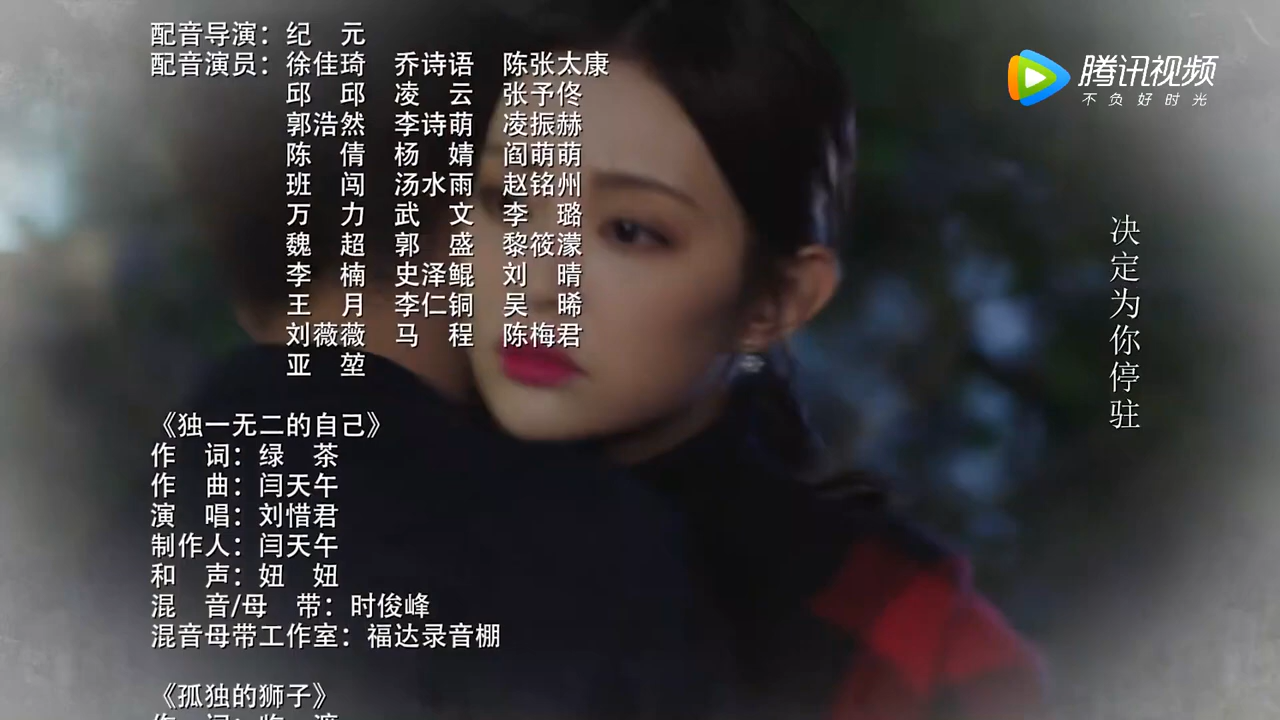 配音导演：纪　元
配音演员：徐佳琦　乔诗语　陈张太康
邱　邱　凌　云　张予佟
郭浩然　李诗萌　凌振赫
陈　倩　杨　婧　阎萌萌
班　闯　汤水雨　赵铭州
万　力　武　文　李　璐
魏　超　郭　盛　黎筱濛
李　楠　史泽鲲　刘　晴
王　月　李仁铜　吴　晞
刘薇薇　马　程　陈梅君
亚　堃
《独一无二的自己》
作　词：绿　茶
作　曲：闫天午
演　唱：刘惜君
制作人：闫天午
和　声：妞　妞
混　音/母　带：时俊峰
混音母带工作室：福达录音棚
《孤独的狮子》
腾讯视频
不负好时光
决定为你停驻